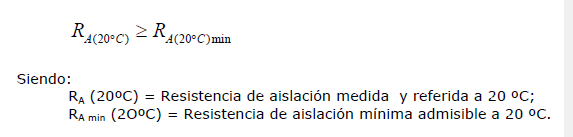 R_A(20°C) ≥ R_A(20°C)min
Siendo:
R_A (20ºC) = Resistencia de aislación medida y referida a 20 ºC;
R_A min (2OºC) = Resistencia de aislación mínima admisible a 20 ºC.